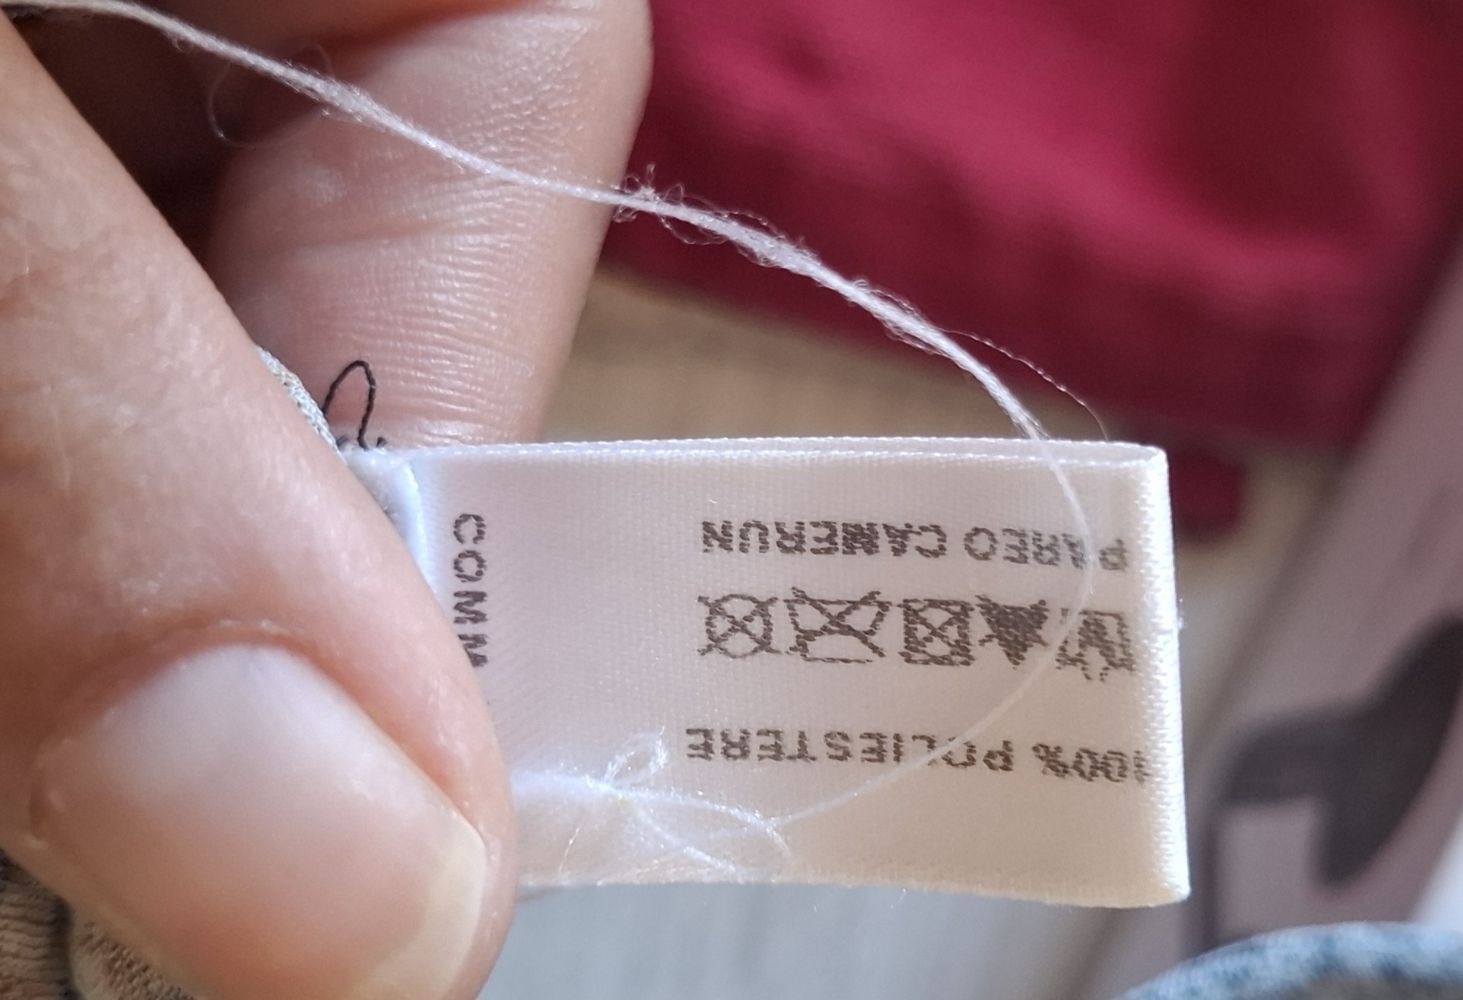 100% POLIESTERE
PAREO CAMERUN
COMM